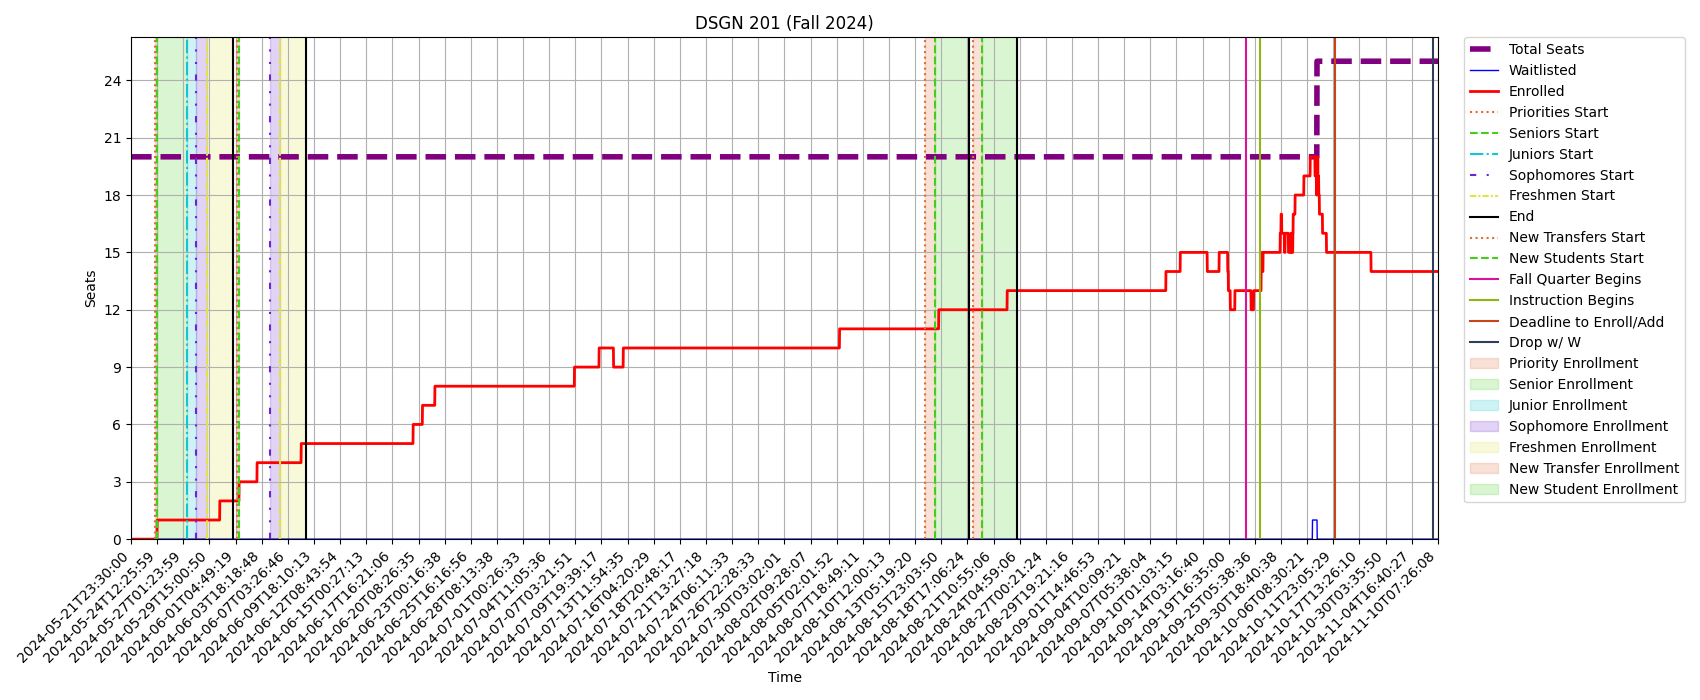 DSGN 201 (Fall 2024)
Total Seats
Waitlisted
Enrolled
Priorities Start
Seniors Start
Juniors Start
Sophomores Start
Freshmen Start
End
New Transfers Start
New Students Start
Fall Quarter Begins
Instruction Begins
Deadline to Enroll/Add
Drop w/ W
Priority Enrollment
Senior Enrollment
Junior Enrollment
Sophomore Enrollment
Freshmen Enrollment
New Transfer Enrollment
New Student Enrollment
Seats
24
21
18
15
12
9
6
3
0
2024-05-21T23:30:00
2024-05-24T12:25:59
2024-05-27T01:23:59
2024-05-29T15:00:50
2024-06-01T04:49:19
2024-06-03T18:18:48
2024-06-07T03:26:46
2024-06-09T18:10:13
2024-06-12T08:43:54
2024-06-15T00:27:13
2024-06-17T16:21:06
2024-06-20T08:26:35
2024-06-23T00:16:38
2024-06-25T16:16:56
2024-06-28T08:13:38
2024-07-01T00:26:33
2024-07-04T11:05:36
2024-07-07T03:21:51
2024-07-09T19:39:17
2024-07-13T11:54:35
2024-07-16T04:20:29
2024-07-18T20:48:17
2024-07-21T13:27:18
2024-07-24T06:11:33
2024-07-26T22:28:33
2024-07-30T03:02:01
2024-08-02T09:28:07
2024-08-05T02:01:52
2024-08-07T18:49:11
2024-08-10T12:00:13
2024-08-13T05:19:20
2024-08-15T23:03:50
2024-08-18T17:06:24
2024-08-21T10:55:06
2024-08-24T04:59:06
2024-08-27T00:21:24
2024-08-29T19:21:16
2024-09-01T14:46:53
2024-09-04T10:09:21
2024-09-07T05:38:04
2024-09-10T01:03:15
2024-09-14T03:16:40
2024-09-19T16:35:00
2024-09-25T05:38:36
2024-09-30T18:40:38
2024-10-06T08:30:21
2024-10-11T23:05:29
2024-10-17T13:26:10
2024-10-30T03:35:50
2024-11-04T16:40:27
2024-11-10T07:26:08
Time